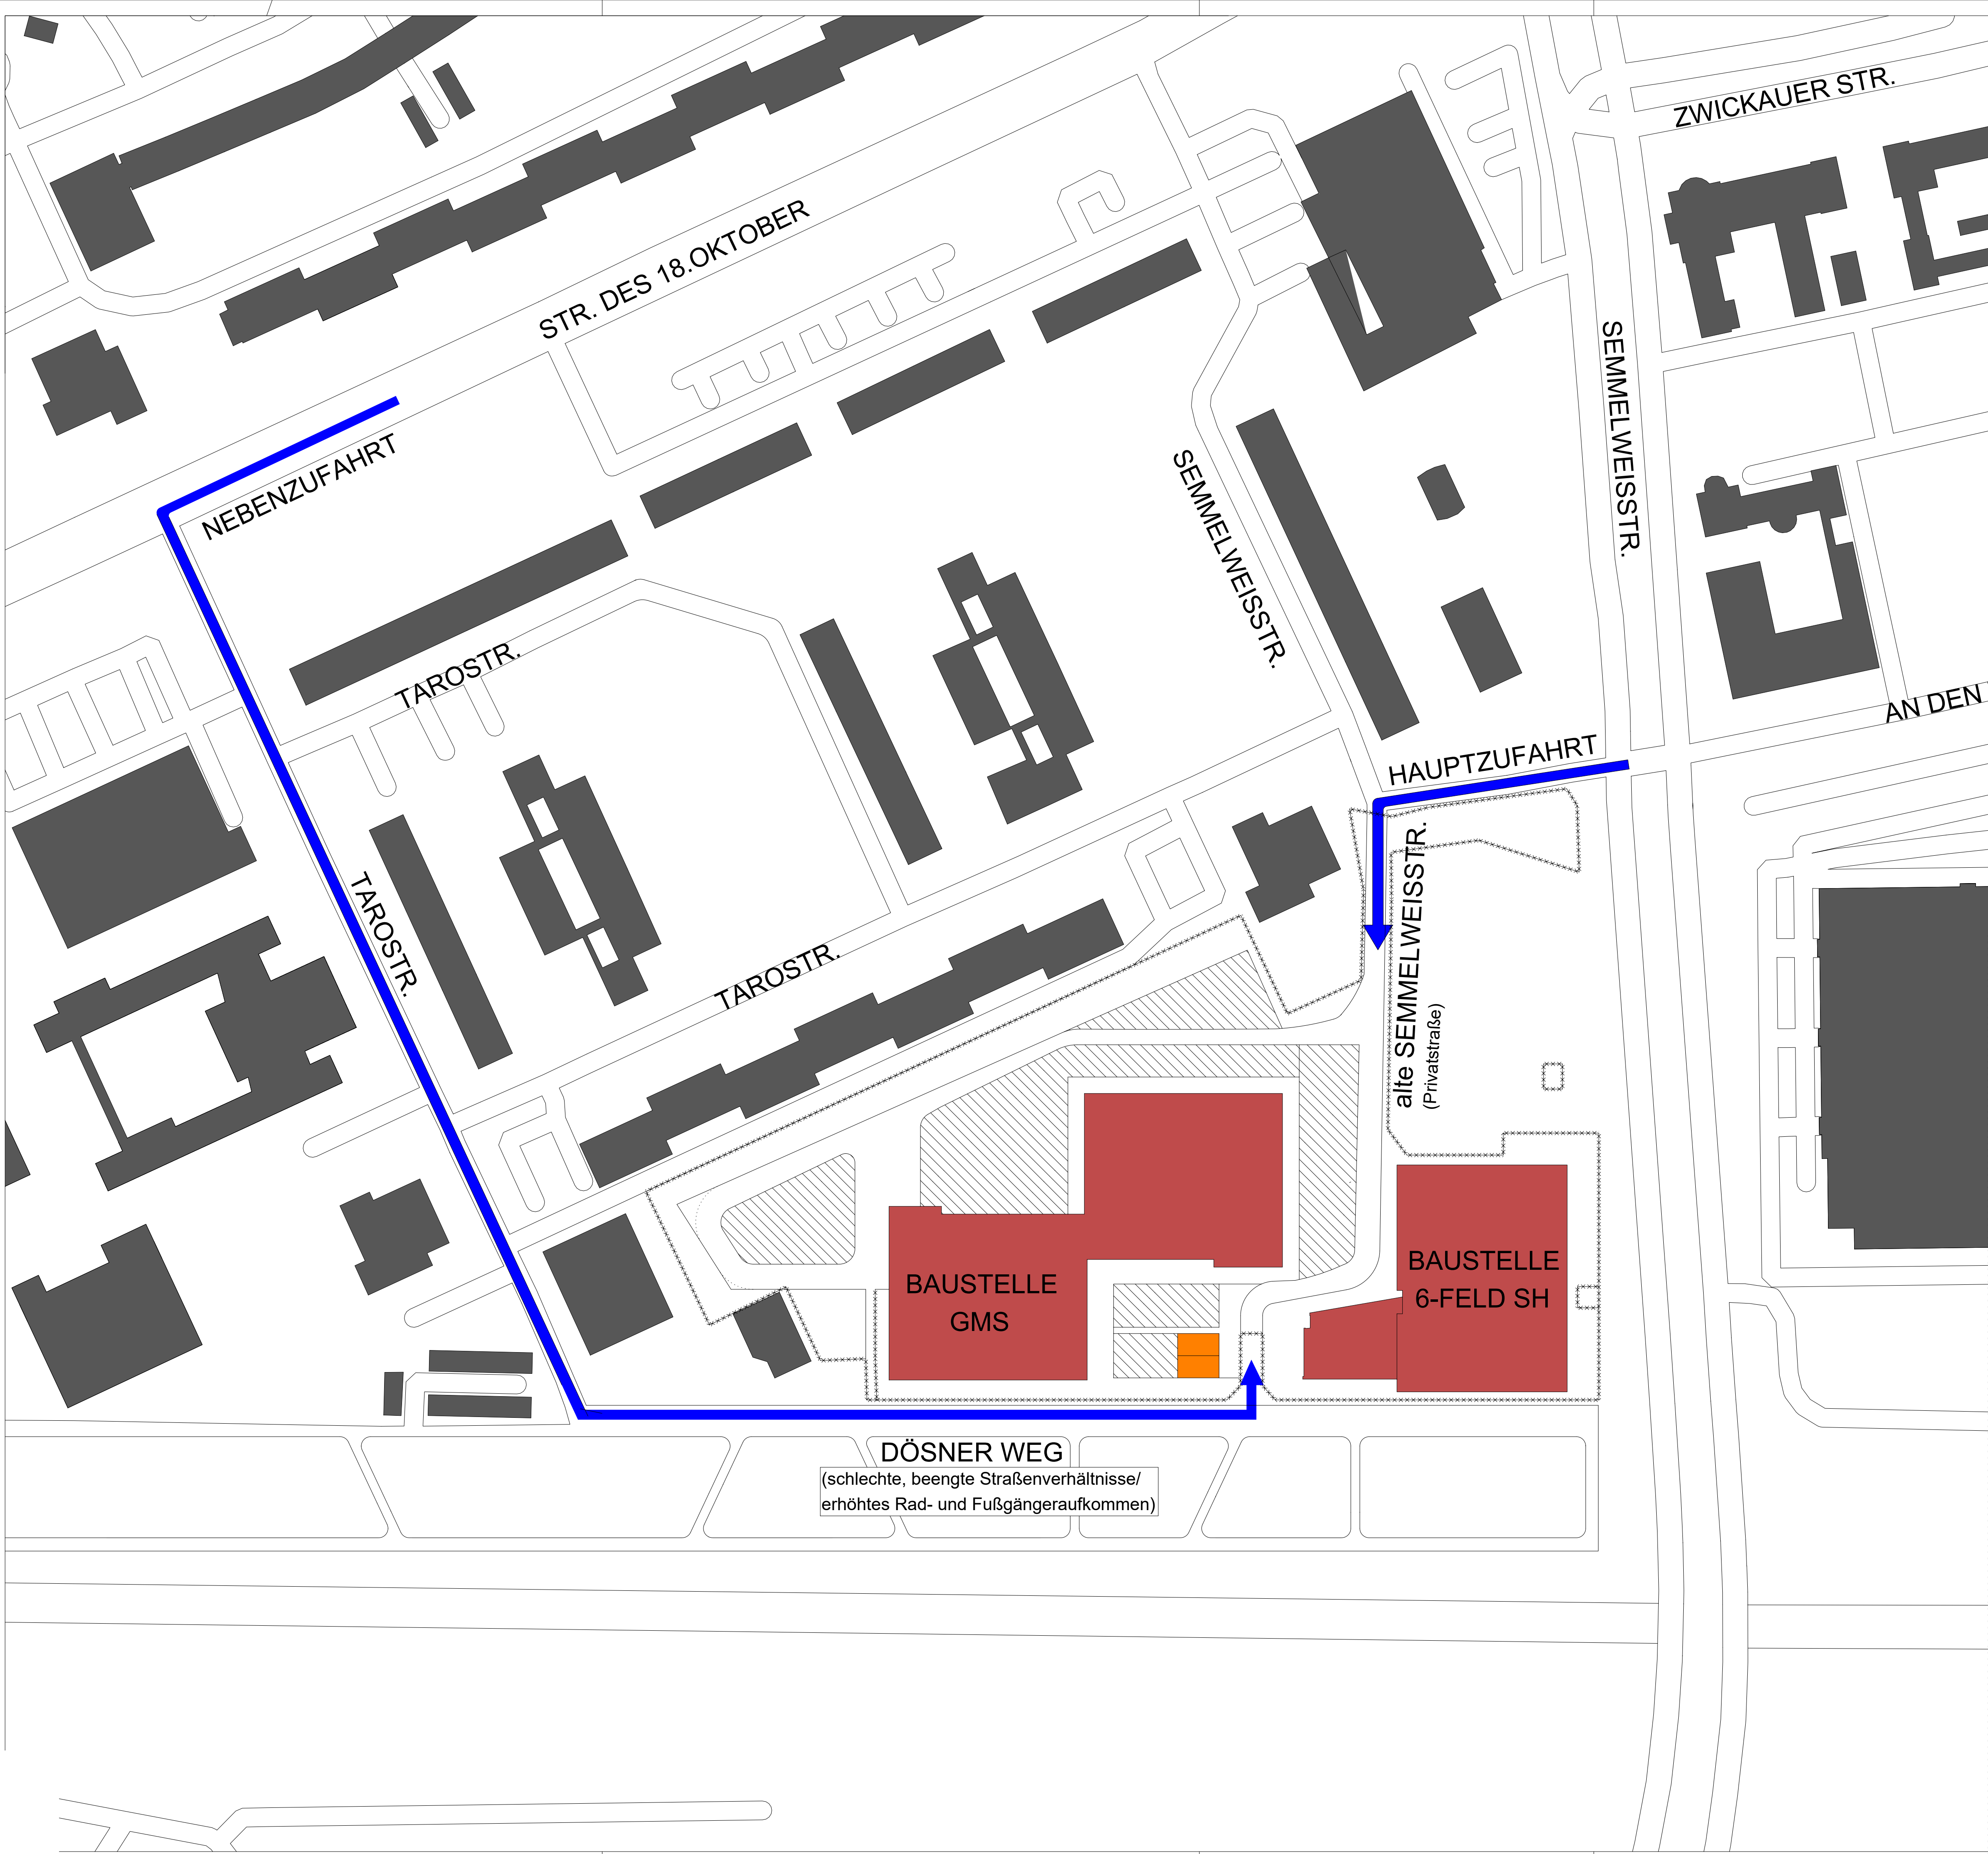 ZWICKAUER STR.
STR. DES 18.OKTOBER
SEMMELWEISSTR.
NEBENZUFAHRT
SEMMELWEISSTR.
TAROSTR.
AN DEN
HAUPTZUFAHRT
TAROSTR.
TAROSTR.
alte SEMMELWEISSTR.
(Privatstraße)
BAUSTELLE
GMS
BAUSTELLE
6-FELD SH
DÖSNER WEG
(schlechte, beengte Straßenverhältnisse/
erhöhtes Rad- und Fußgängeraufkommen)